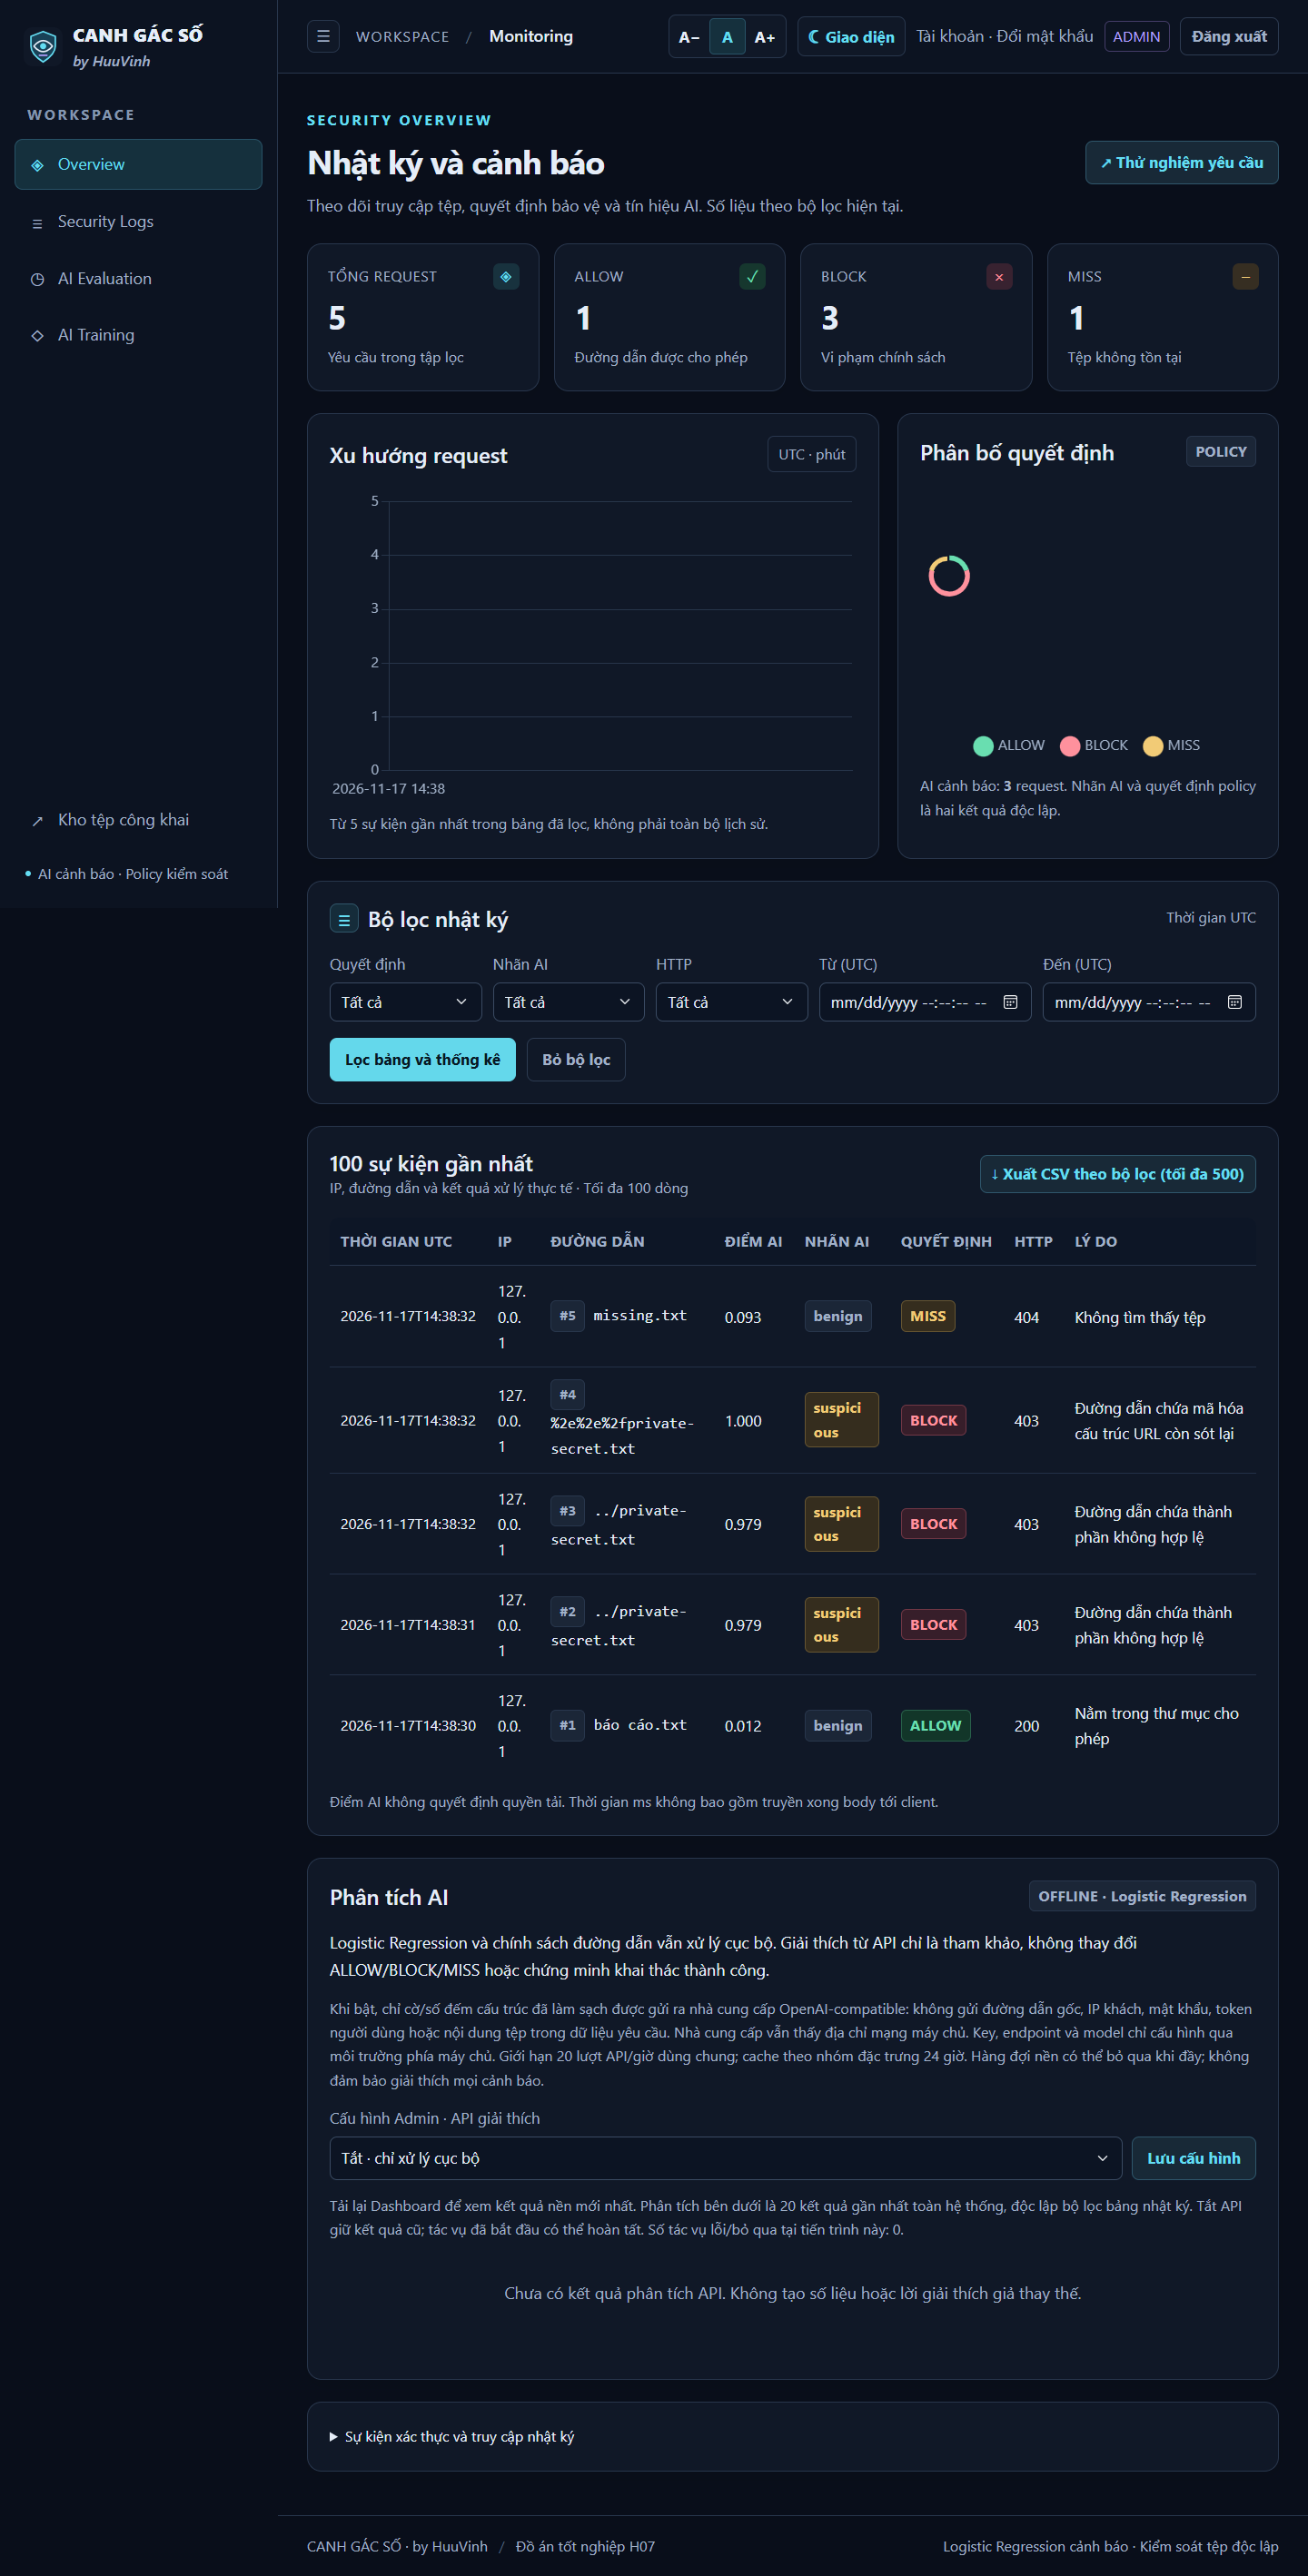 CANH GÁC SỐ
by HuuVinh
WORKSPACE
Overview
Security Logs
AI Evaluation
AI Training
Kho tệp công khai
AI cảnh báo · Policy kiểm soát
WORKSPACE / Monitoring
A− A A+
Giao diện
Tài khoản · Đổi mật khẩu
ADMIN
Đăng xuất
SECURITY OVERVIEW
Nhật ký và cảnh báo
↗ Thử nghiệm yêu cầu
Theo dõi truy cập tệp, quyết định bảo vệ và tín hiệu AI. Số liệu theo bộ lọc hiện tại.
TỔNG REQUEST
5
Yêu cầu trong tập lọc
ALLOW
1
Đường dẫn được cho phép
BLOCK
3
Vi phạm chính sách
MISS
1
Tệp không tồn tại
Xu hướng request
UTC · phút
5
4
3
2
1
0
2026-11-17 14:38
Từ 5 sự kiện gần nhất trong bảng đã lọc, không phải toàn bộ lịch sử.
Phân bố quyết định
POLICY
ALLOW BLOCK MISS
AI cảnh báo: 3 request. Nhãn AI và quyết định policy
là hai kết quả độc lập.
Bộ lọc nhật ký
Thời gian UTC
Quyết định Nhãn AI HTTP Từ (UTC) Đến (UTC)
Tất cả Tất cả Tất cả mm/dd/yyyy --:--:-- -- mm/dd/yyyy --:--:-- --
Lọc bảng và thống kê
Bỏ bộ lọc
100 sự kiện gần nhất
IP, đường dẫn và kết quả xử lý thực tế · Tối đa 100 dòng
↓ Xuất CSV theo bộ lọc (tối đa 500)
THỜI GIAN UTC IP ĐƯỜNG DẪN ĐIỂM AI NHÃN AI QUYẾT ĐỊNH HTTP LÝ DO
2026-11-17T14:38:32
127.
0.0.
1
#5 missing.txt
0.093
benign
MISS
404
Không tìm thấy tệp
2026-11-17T14:38:32
127.
0.0.
1
#4
%2e%2e%2fprivate-
secret.txt
1.000
suspici
ous
BLOCK
403
Đường dẫn chứa mã hóa
cấu trúc URL còn sót lại
2026-11-17T14:38:32
127.
0.0.
1
#3 ../private-
secret.txt
0.979
suspici
ous
BLOCK
403
Đường dẫn chứa thành
phần không hợp lệ
2026-11-17T14:38:31
127.
0.0.
1
#2 ../private-
secret.txt
0.979
suspici
ous
BLOCK
403
Đường dẫn chứa thành
phần không hợp lệ
2026-11-17T14:38:30
127.
0.0.
1
#1 báo cáo.txt
0.012
benign
ALLOW
200
Nằm trong thư mục cho
phép
Điểm AI không quyết định quyền tải. Thời gian ms không bao gồm truyền xong body tới client.
Phân tích AI
OFFLINE · Logistic Regression
Logistic Regression và chính sách đường dẫn vẫn xử lý cục bộ. Giải thích từ API chỉ là tham khảo, không thay đổi
ALLOW/BLOCK/MISS hoặc chứng minh khai thác thành công.
Khi bật, chỉ cờ/số đếm cấu trúc đã làm sạch được gửi ra nhà cung cấp OpenAI-compatible: không gửi đường dẫn gốc, IP khách, mật khẩu, token
người dùng hoặc nội dung tệp trong dữ liệu yêu cầu. Nhà cung cấp vẫn thấy địa chỉ mạng máy chủ. Key, endpoint và model chỉ cấu hình qua
môi trường phía máy chủ. Giới hạn 20 lượt API/giờ dùng chung; cache theo nhóm đặc trưng 24 giờ. Hàng đợi nền có thể bỏ qua khi đầy; không
đảm bảo giải thích mọi cảnh báo.
Cấu hình Admin · API giải thích
Tắt · chỉ xử lý cục bộ
Lưu cấu hình
Tải lại Dashboard để xem kết quả nền mới nhất. Phân tích bên dưới là 20 kết quả gần nhất toàn hệ thống, độc lập bộ lọc bảng nhật ký. Tắt API
giữ kết quả cũ; tác vụ đã bắt đầu có thể hoàn tất. Số tác vụ lỗi/bỏ qua tại tiến trình này: 0.
Chưa có kết quả phân tích API. Không tạo số liệu hoặc lời giải thích giả thay thế.
Sự kiện xác thực và truy cập nhật ký
CANH GÁC SỐ · by HuuVinh / Đồ án tốt nghiệp H07
Logistic Regression cảnh báo · Kiểm soát tệp độc lập